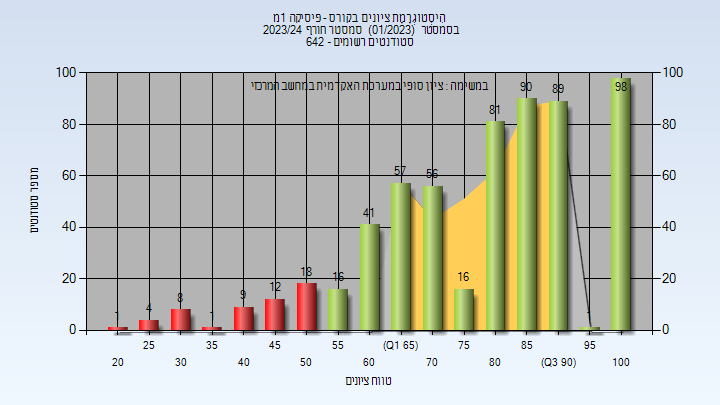 היסטוגרמת ציונים בקורס - פיסיקה 1מ
בסמסטר (01/2023) סמסטר חורף 2023/24
סטודנטים רשומים - 642
במשימה : ציון סופי במערכת האקדמית במחשב המרכזי
מספר סטודנטים
100 80 60 40 20 0
100 80 60 40 20 0
1 4 8 1 9 12 18 16 41 57 56 16 81 90 89 1 98
25 35 45 55 (Q1 65) 75 85 95
20 30 40 50 60 70 80 (Q3 90) 100
טווח ציונים